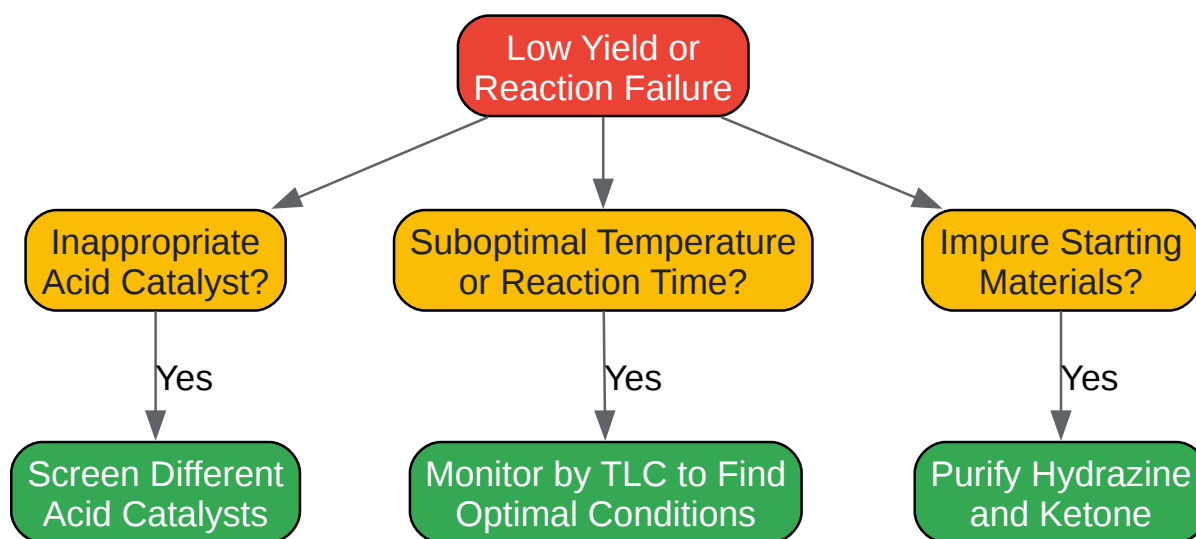 Low Yield or
Reaction Failure
Inappropriate
Acid Catalyst?
Suboptimal Temperature
or Reaction Time?
Impure Starting
Materials?
Yes
Yes
Yes
Screen Different
Acid Catalysts
Monitor by TLC to Find
Optimal Conditions
Purify Hydrazine
and Ketone